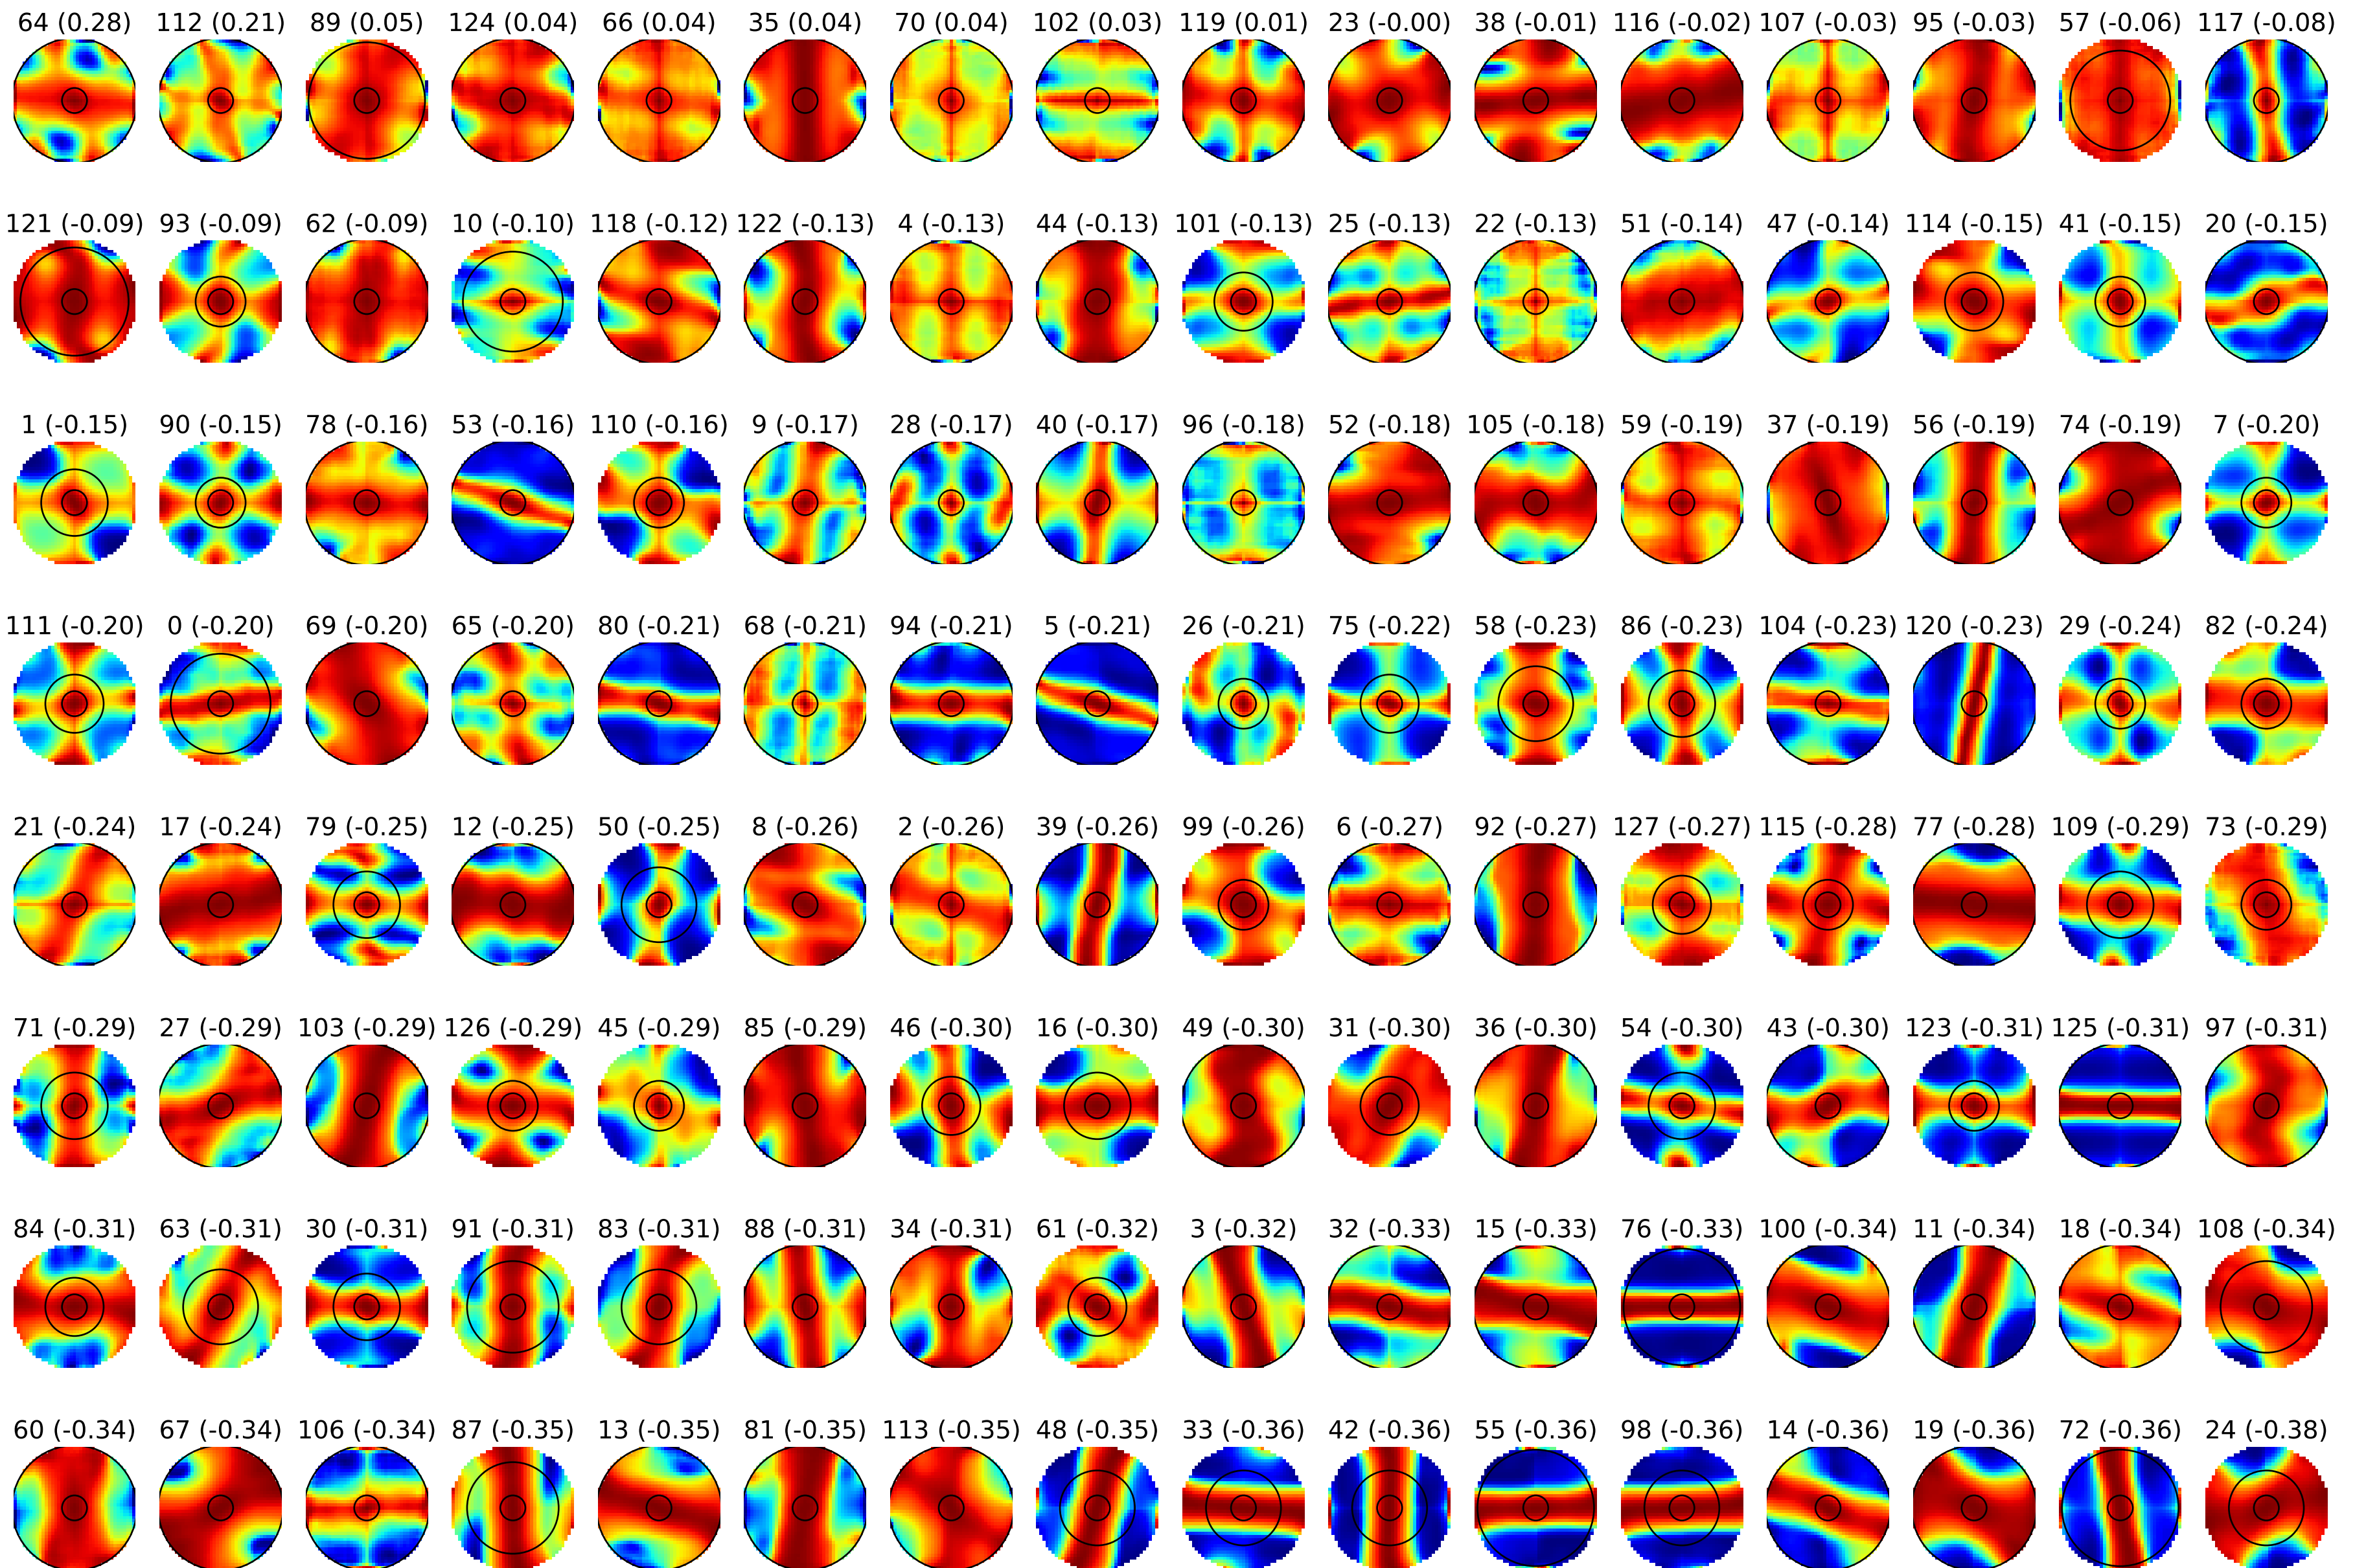 64 (0.28) 112 (0.21) 89 (0.05) 124 (0.04) 66 (0.04) 35 (0.04) 70 (0.04) 102 (0.03) 119 (0.01) 23 (-0.00) 38 (-0.01) 116 (-0.02) 107 (-0.03) 95 (-0.03) 57 (-0.06) 117 (-0.08)
121 (-0.09) 93 (-0.09) 62 (-0.09) 10 (-0.10) 118 (-0.12) 122 (-0.13) 4 (-0.13) 44 (-0.13) 101 (-0.13) 25 (-0.13) 22 (-0.13) 51 (-0.14) 47 (-0.14) 114 (-0.15) 41 (-0.15) 20 (-0.15)
1 (-0.15) 90 (-0.15) 78 (-0.16) 53 (-0.16) 110 (-0.16) 9 (-0.17) 28 (-0.17) 40 (-0.17) 96 (-0.18) 52 (-0.18) 105 (-0.18) 59 (-0.19) 37 (-0.19) 56 (-0.19) 74 (-0.19) 7 (-0.20)
111 (-0.20) 0 (-0.20) 69 (-0.20) 65 (-0.20) 80 (-0.21) 68 (-0.21) 94 (-0.21) 5 (-0.21) 26 (-0.21) 75 (-0.22) 58 (-0.23) 86 (-0.23) 104 (-0.23) 120 (-0.23) 29 (-0.24) 82 (-0.24)
21 (-0.24) 17 (-0.24) 79 (-0.25) 12 (-0.25) 50 (-0.25) 8 (-0.26) 2 (-0.26) 39 (-0.26) 99 (-0.26) 6 (-0.27) 92 (-0.27) 127 (-0.27) 115 (-0.28) 77 (-0.28) 109 (-0.29) 73 (-0.29)
71 (-0.29) 27 (-0.29) 103 (-0.29) 126 (-0.29) 45 (-0.29) 85 (-0.29) 46 (-0.30) 16 (-0.30) 49 (-0.30) 31 (-0.30) 36 (-0.30) 54 (-0.30) 43 (-0.30) 123 (-0.31) 125 (-0.31) 97 (-0.31)
84 (-0.31) 63 (-0.31) 30 (-0.31) 91 (-0.31) 83 (-0.31) 88 (-0.31) 34 (-0.31) 61 (-0.32) 3 (-0.32) 32 (-0.33) 15 (-0.33) 76 (-0.33) 100 (-0.34) 11 (-0.34) 18 (-0.34) 108 (-0.34)
60 (-0.34) 67 (-0.34) 106 (-0.34) 87 (-0.35) 13 (-0.35) 81 (-0.35) 113 (-0.35) 48 (-0.35) 33 (-0.36) 42 (-0.36) 55 (-0.36) 98 (-0.36) 14 (-0.36) 19 (-0.36) 72 (-0.36) 24 (-0.38)